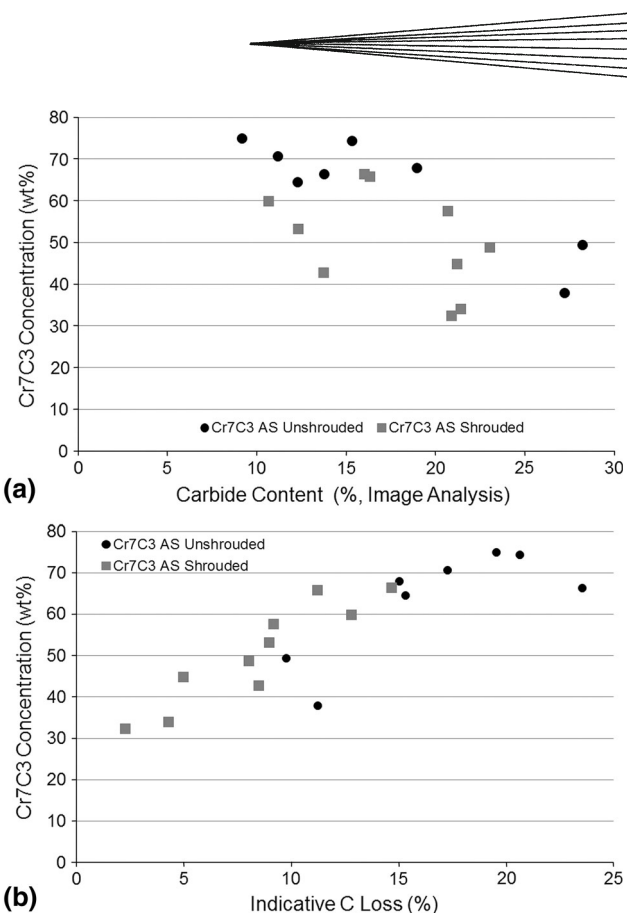 80
70
60
50
40
30
20
10
0
Cr7C3 Concentration (wt%)
Cr7C3 AS Unshrouded Cr7C3 AS Shrouded
0 5 10 15 20 25 30
(a) Carbide Content (%, Image Analysis)
80
70
60
50
40
30
20
10
0
Cr7C3 Concentration (wt%)
Cr7C3 AS Unshrouded
Cr7C3 AS Shrouded
0 5 10 15 20 25
(b) Indicative C Loss (%)